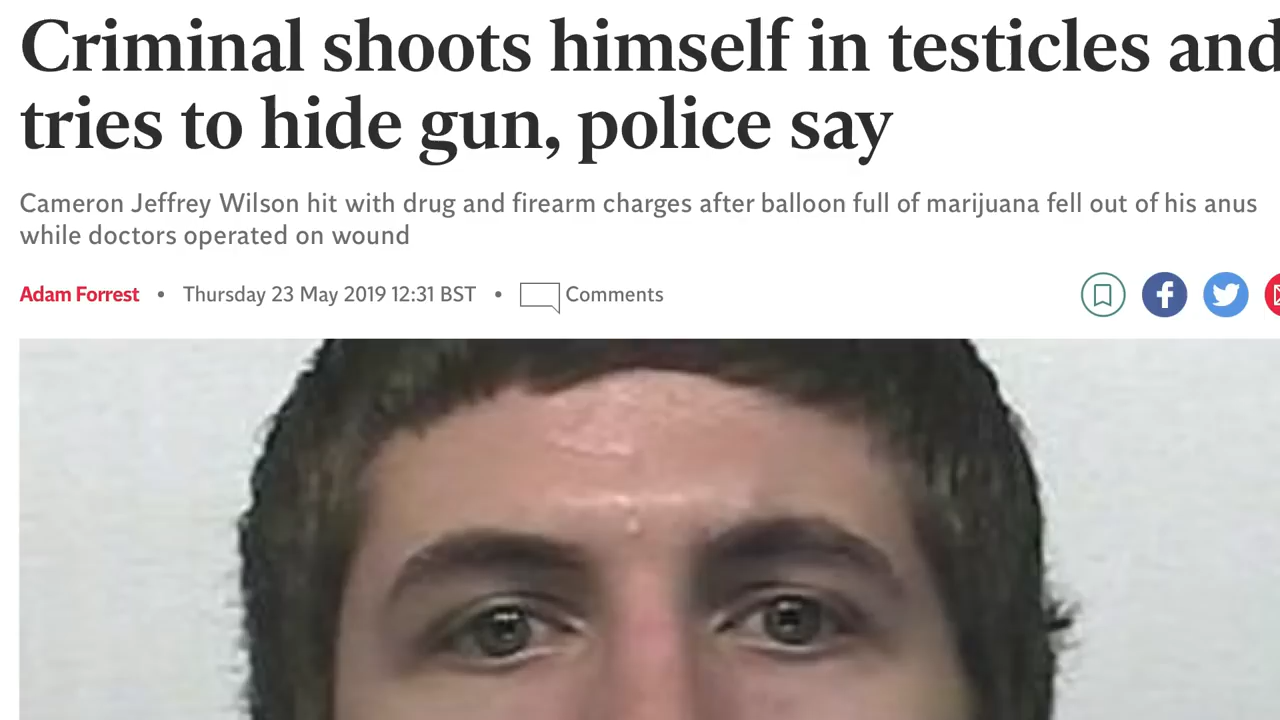 Criminal shoots himself in testicles and
tries to hide gun, police say
Cameron Jeffrey Wilson hit with drug and firearm charges after balloon full of marijuana fell out of his anus
while doctors operated on wound
Adam Forrest • Thursday 23 May 2019 12:31 BST • Comments